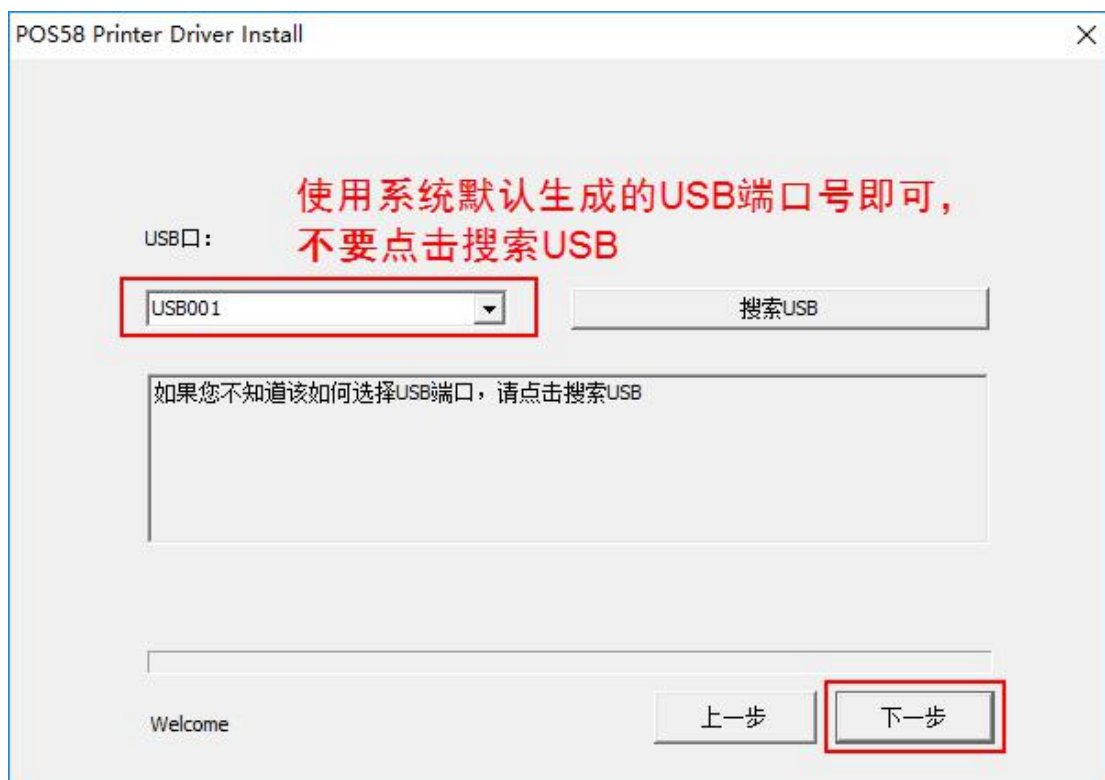 POS58 Printer Driver Install
使用系统默认生成的USB端口号即可,
不要点击搜索USB
USB口:
USB001
搜索USB
如果您不知道该如何选择USB端口，请点击搜索USB
Welcome
上一步
下一步